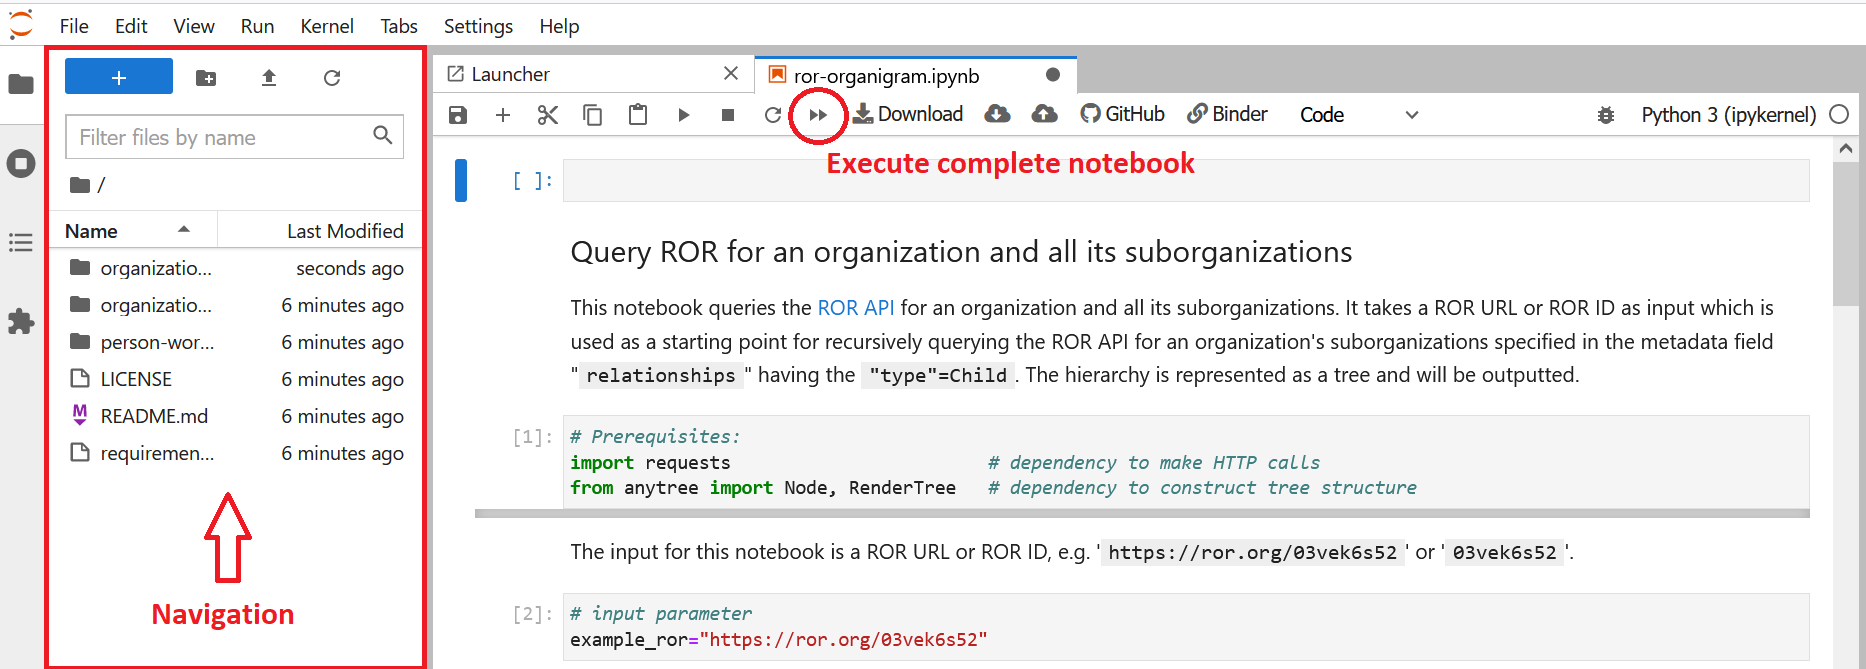 File Edit View Run Kernel Tabs Settings Help
+
Filter files by name
/
Name Last Modified
organizatio... seconds ago
organizatio... 6 minutes ago
person-wor... 6 minutes ago
LICENSE 6 minutes ago
README.md 6 minutes ago
requiremen... 6 minutes ago
Navigation
Launcher ror-organigram.ipynb
Download GitHub Binder Code Python 3 (ipykernel)
Execute complete notebook
[ ]:
Query ROR for an organization and all its suborganizations
This notebook queries the ROR API for an organization and all its suborganizations. It takes a ROR URL or ROR ID as input which is
used as a starting point for recursively querying the ROR API for an organization's suborganizations specified in the metadata field
"relationships" having the "type"=Child. The hierarchy is represented as a tree and will be outputted.
[1]: # Prerequisites:
import requests # dependency to make HTTP calls
from anytree import Node, RenderTree # dependency to construct tree structure
The input for this notebook is a ROR URL or ROR ID, e.g. 'https://ror.org/03vek6s52' or '03vek6s52'.
[2]: # input parameter
example_ror="https://ror.org/03vek6s52"